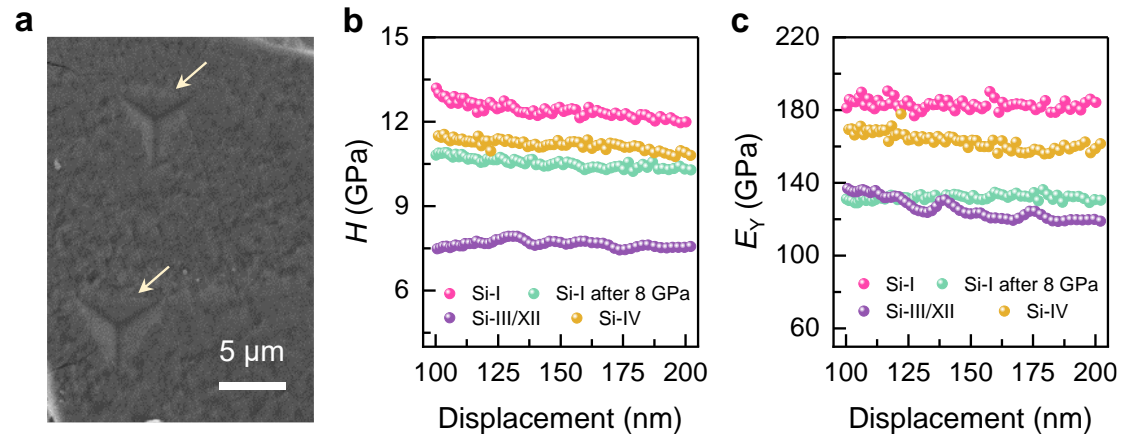 a
5 μm
b
15
12
9
6
H (GPa)
Si-I
Si-I after 8 GPa
Si-III/XII
Si-IV
100
125
150
175
200
Displacement (nm)
c
220
180
140
100
60
E_Y (GPa)
Si-I
Si-I after 8 GPa
Si-III/XII
Si-IV
100
125
150
175
200
Displacement (nm)